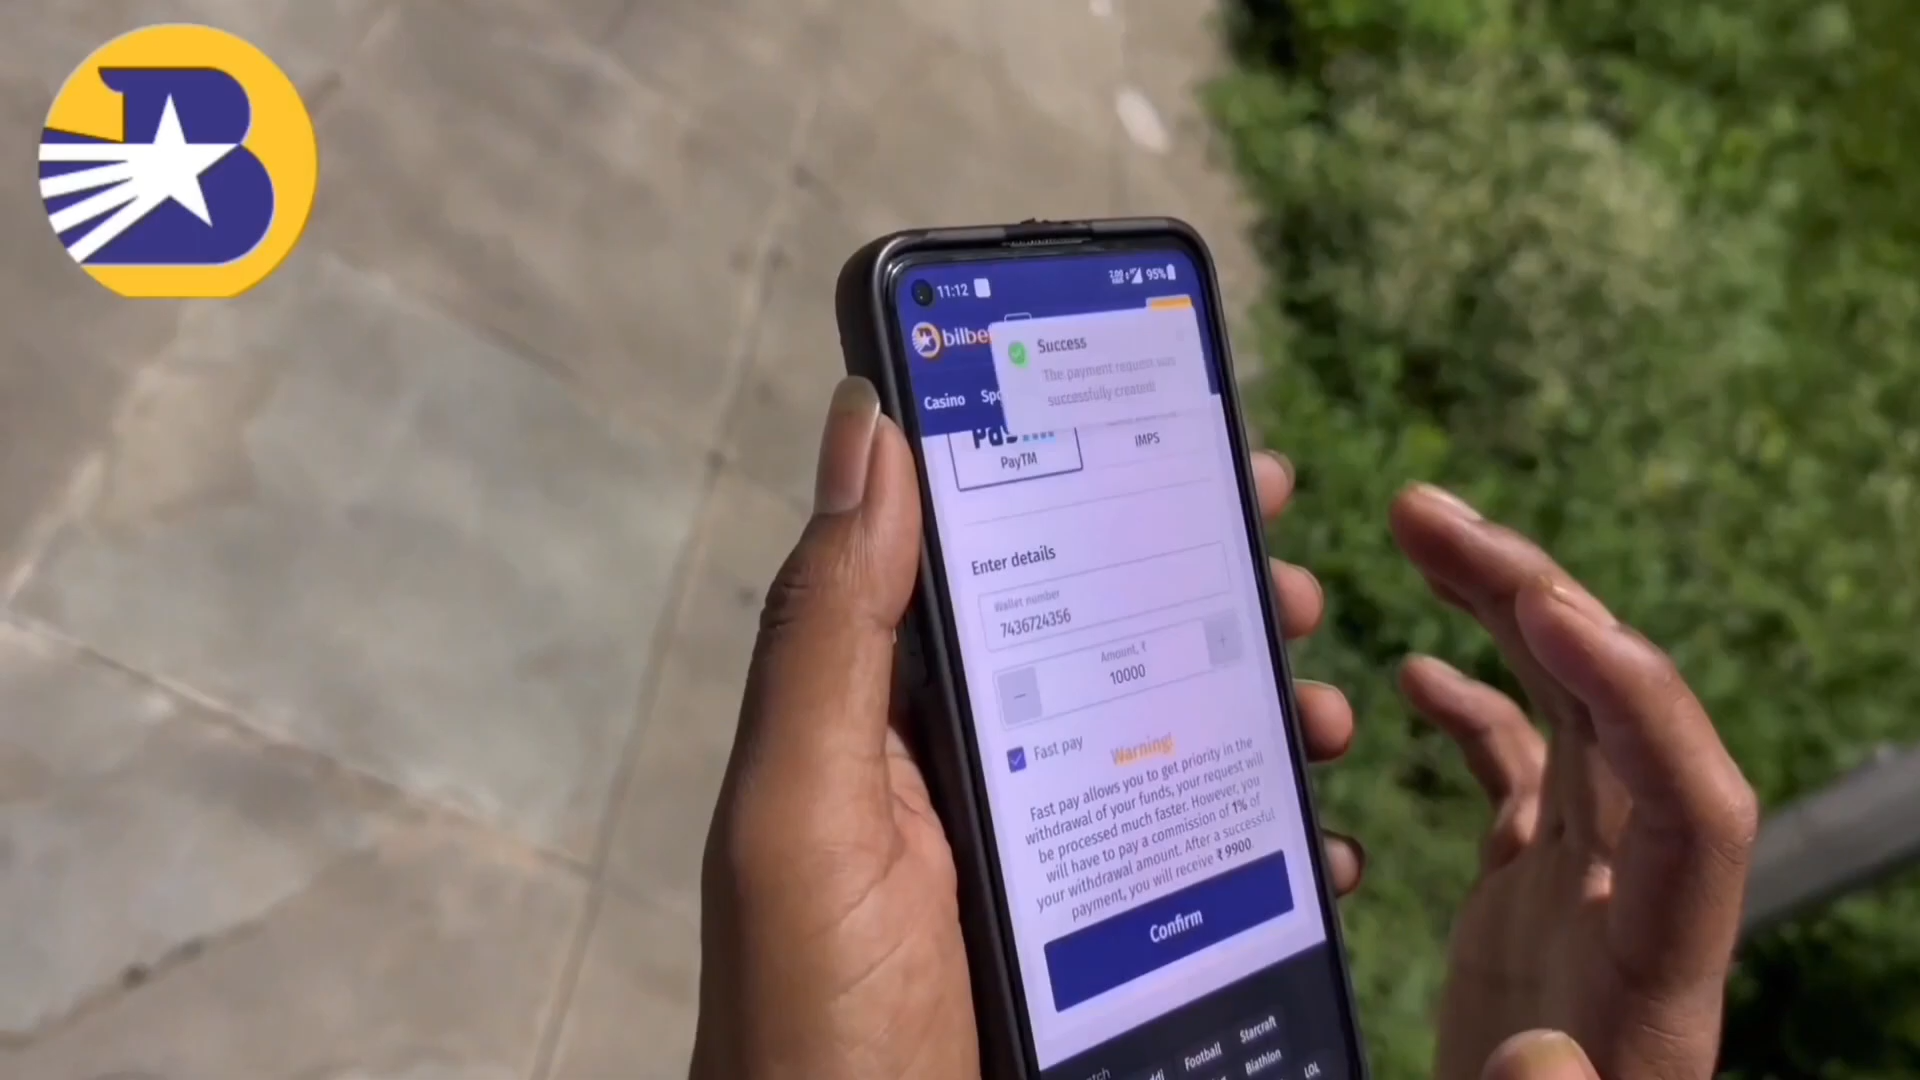 11:12
95%
bilbe
Success
The payment request was
successfully created!
Casino
PayTM
IMPS
Enter details
Wallet number
7436724356
Amount, ₹
10000
Fast pay
Warning!
Fast pay allows you to get priority in the
withdrawal of your funds, your request will
be processed much faster. However, you
will have to pay a commission of 1% of
your withdrawal amount. After a successful
payment, you will receive ₹ 9900.
Confirm
Starcraft
Football
Biathlon
LOL